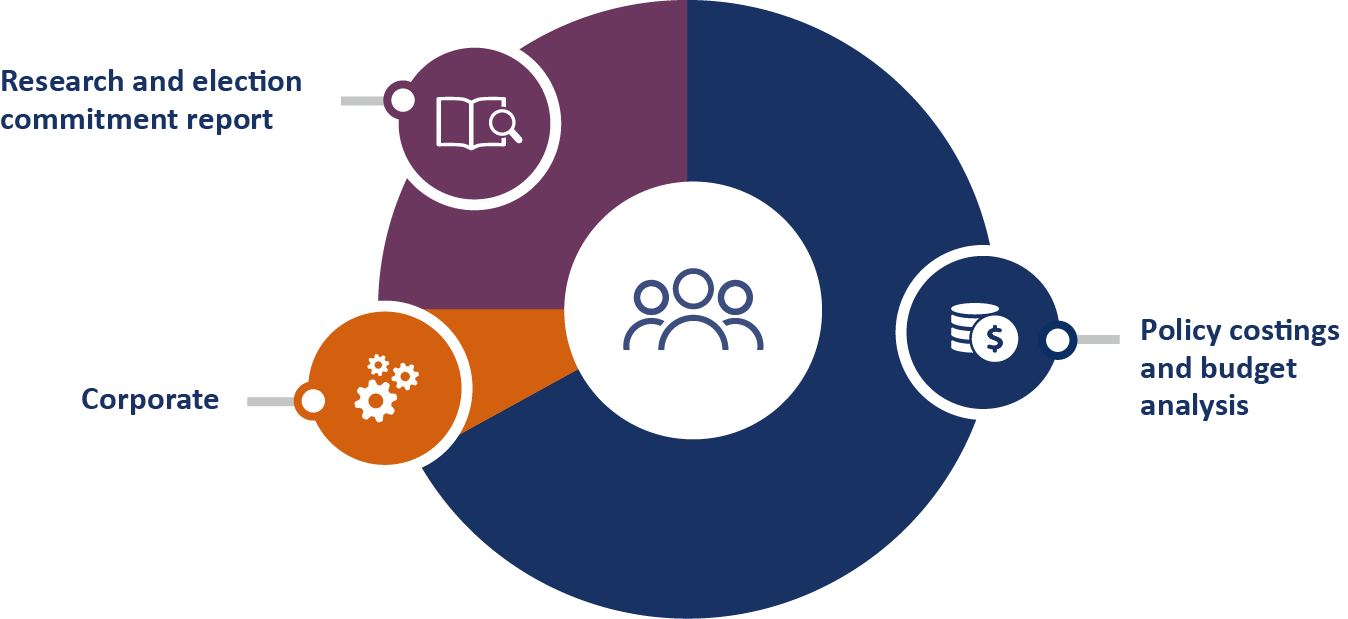 Research and election
commitment report
Corporate
Policy costings
and budget
analysis
$